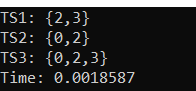 TS1: {2,3}
TS2: {0,2}
TS3: {0,2,3}
Time: 0.0018587